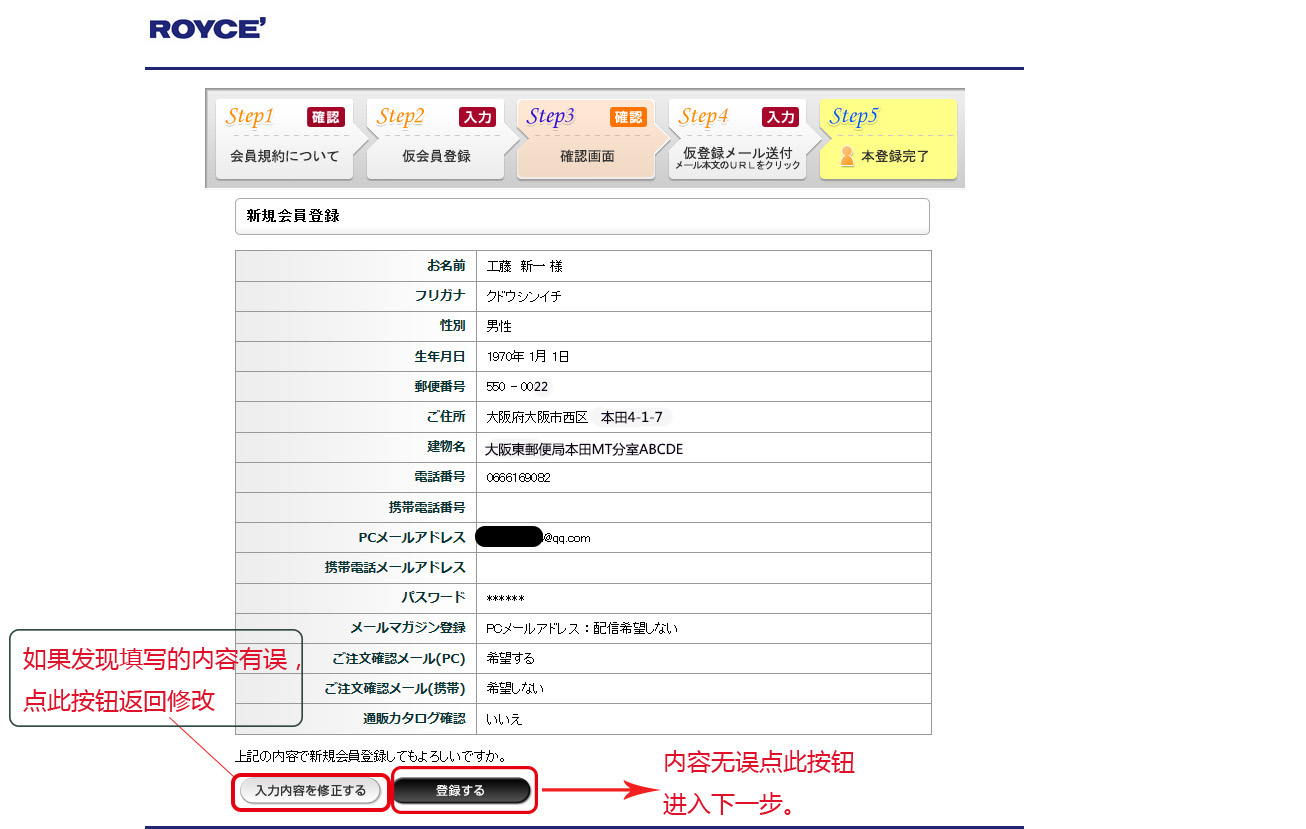 ROYCE'
Step1 確認
会員規約について
Step2 入力
仮会員登録
Step3 確認
確認画面
Step4 入力
仮登録メール送付
メール本文のURLをクリック
Step5
本登録完了
新規会員登録
お名前 工藤 新一 様
フリガナ クドウシンイチ
性別 男性
生年月日 1970年 1月 1日
郵便番号 550 - 0022
ご住所 大阪府大阪市西区 本田4-1-7
建物名 大阪東郵便局本田MT分室ABCDE
電話番号 0666169082
携帯電話番号
PCメールアドレス @qq.com
携帯電話メールアドレス
パスワード ******
メールマガジン登録 PCメールアドレス：配信希望しない
ご注文確認メール(PC) 希望する
ご注文確認メール(携帯) 希望しない
通販カタログ確認 いいえ
如果发现填写的内容有误，
点此按钮返回修改
上記の内容で新規会員登録してもよろしいですか。
入力内容を修正する 登録する
内容无误点此按钮
进入下一步。